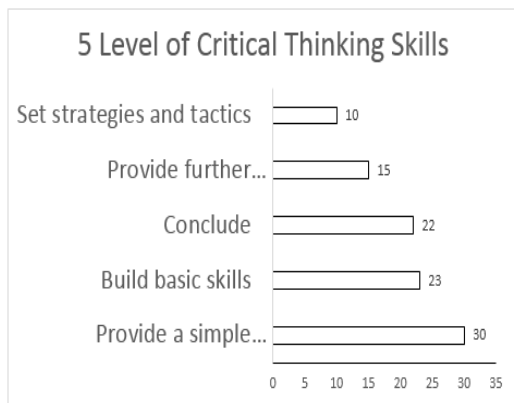 5 Level of Critical Thinking Skills
Set strategies and tactics 10
Provide further... 15
Conclude 22
Build basic skills 23
Provide a simple... 30
0 5 10 15 20 25 30 35